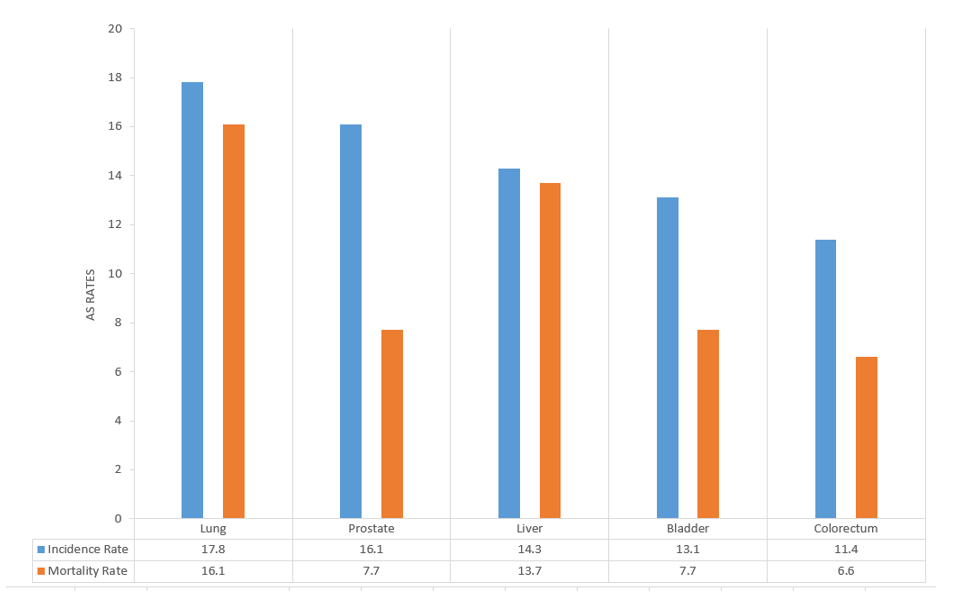 20
18
16
14
12
10
8
6
4
2
0
AS RATES
Lung Prostate Liver Bladder Colorectum
Incidence Rate 17.8 16.1 14.3 13.1 11.4
Mortality Rate 16.1 7.7 13.7 7.7 6.6